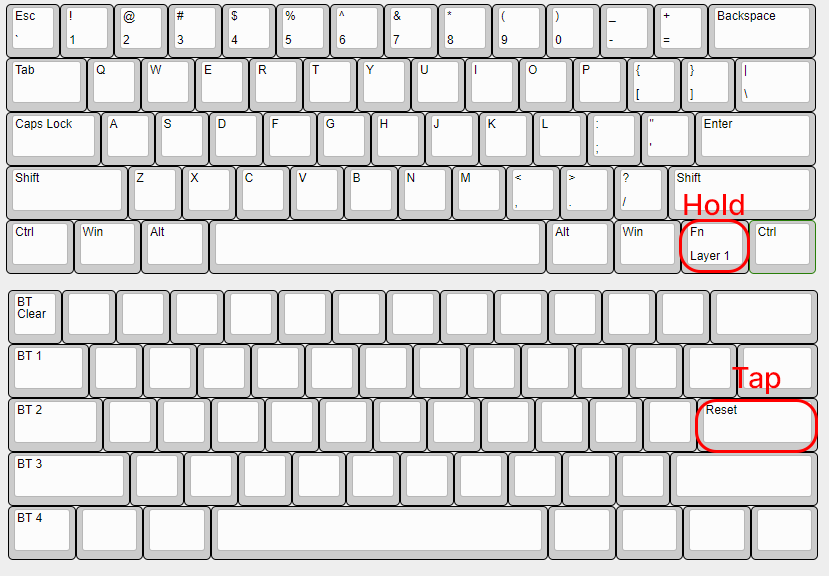 Esc ! @ # $ % ^ & * ( ) _ + Backspace
` 1 2 3 4 5 6 7 8 9 0 - =
Tab Q W E R T Y U I O P { } |
[ ] \
Caps Lock A S D F G H J K L : " Enter
; '
Shift Z X C V B N M < > ? Shift
, . /
Hold
Ctrl Win Alt Alt Win Fn Ctrl
Layer 1
BT
Clear
BT 1
Tap
BT 2 Reset
BT 3
BT 4